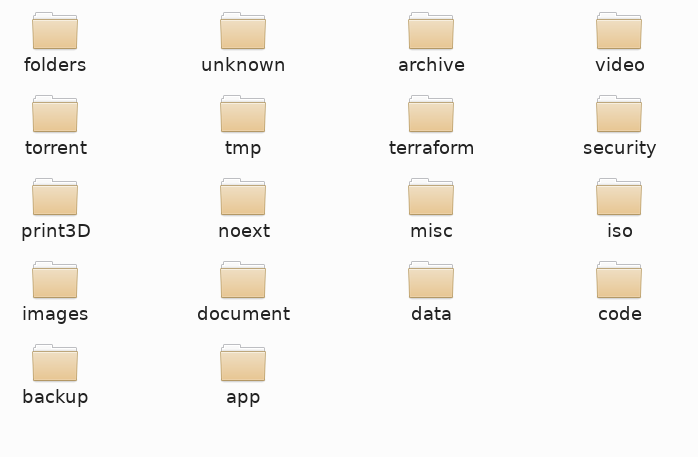 folders
unknown
archive
video
torrent
tmp
terraform
security
print3D
noext
misc
iso
images
document
data
code
backup
app